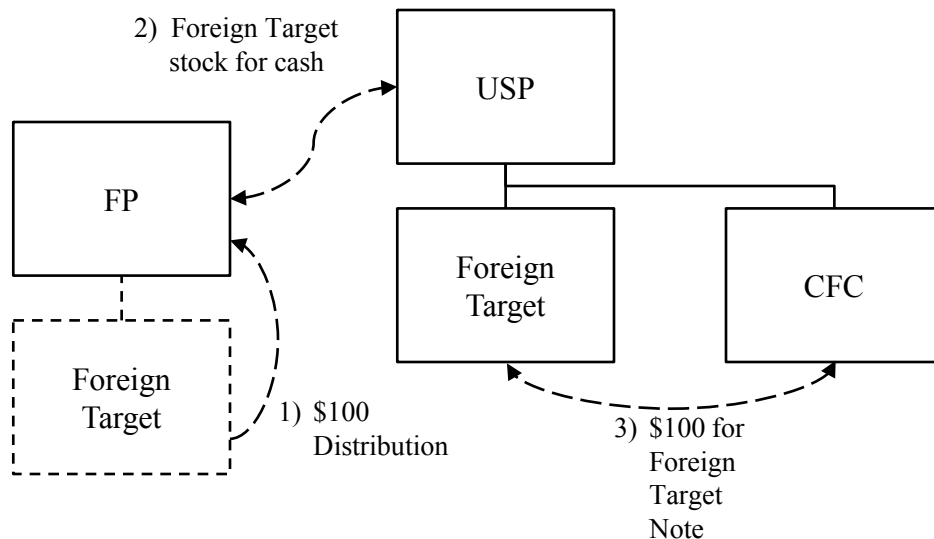 2) Foreign Target
stock for cash
USP
FP
Foreign
Target
CFC
Foreign
Target
1) $100
Distribution
3) $100 for
Foreign
Target
Note